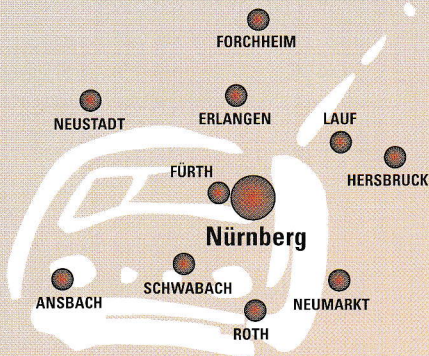 FORCHHEIM
NEUSTADT
ERLANGEN
LAUF
HERSBRUCK
FÜRTH
Nürnberg
ANSBACH
SCHWABACH
NEUMARKT
ROTH